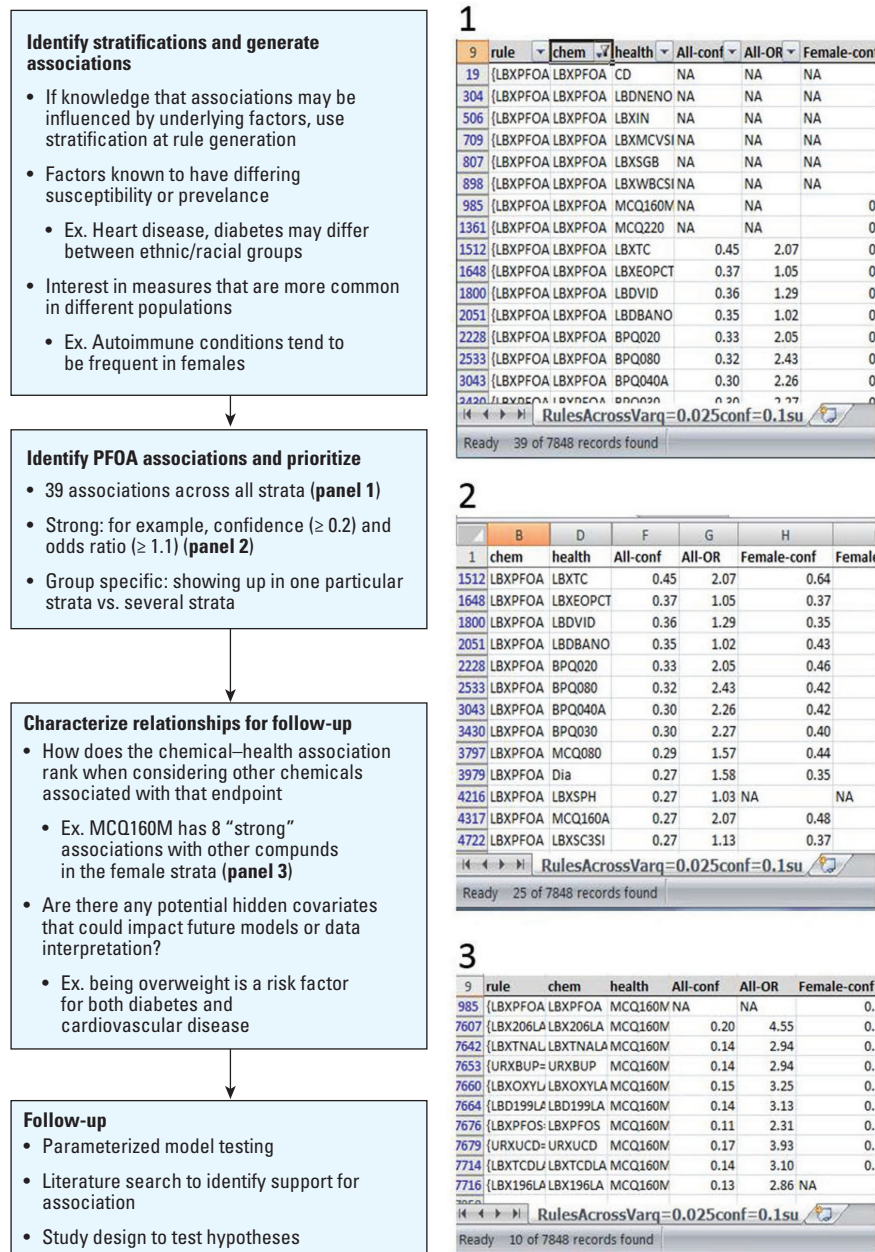 Identify stratifications and generate
associations
• If knowledge that associations may be
influenced by underlying factors, use
stratification at rule generation
• Factors known to have differing
susceptibility or prevelance
• Ex. Heart disease, diabetes may differ
between ethnic/racial groups
• Interest in measures that are more common
in different populations
• Ex. Autoimmune conditions tend to
be frequent in females
Identify PFOA associations and prioritize
• 39 associations across all strata (panel 1)
• Strong: for example, confidence (≥ 0.2) and
odds ratio (≥ 1.1) (panel 2)
• Group specific: showing up in one particular
strata vs. several strata
Characterize relationships for follow-up
• How does the chemical–health association
rank when considering other chemicals
associated with that endpoint
• Ex. MCQ160M has 8 “strong”
associations with other compunds
in the female strata (panel 3)
• Are there any potential hidden covariates
that could impact future models or data
interpretation?
• Ex. being overweight is a risk factor
for both diabetes and
cardiovascular disease
Follow-up
• Parameterized model testing
• Literature search to identify support for
association
• Study design to test hypotheses
1
9 rule chem health All-conf All-OR Female-conf
19 {LBXPFOA LBXPFOA CD NA NA NA
304 {LBXPFOA LBXPFOA LBDNENO NA NA NA
506 {LBXPFOA LBXPFOA LBXIN NA NA NA
709 {LBXPFOA LBXPFOA LBXMCVSI NA NA NA
807 {LBXPFOA LBXPFOA LBXSGB NA NA NA
898 {LBXPFOA LBXPFOA LBXWBCSI NA NA NA
985 {LBXPFOA LBXPFOA MCQ160M NA NA 0
1361 {LBXPFOA LBXPFOA MCQ220 NA NA 0
1512 {LBXPFOA LBXPFOA LBXTC 0.45 2.07 0
1648 {LBXPFOA LBXPFOA LBXEOPCT 0.37 1.05 0
1800 {LBXPFOA LBXPFOA LBDVID 0.36 1.29 0
2051 {LBXPFOA LBXPFOA LBDBANO 0.35 1.02 0
2228 {LBXPFOA LBXPFOA BPQ020 0.33 2.05 0
2533 {LBXPFOA LBXPFOA BPQ080 0.32 2.43 0
3043 {LBXPFOA LBXPFOA BPQ040A 0.30 2.26 0
3430 {LBXPFOA LBXPFOA BPQ030 0.30 2.27 0
RulesAcrossVarq=0.025conf=0.1su
Ready 39 of 7848 records found
2
B D F G H
1 chem health All-conf All-OR Female-conf Female
1512 LBXPFOA LBXTC 0.45 2.07 0.64
1648 LBXPFOA LBXEOPCT 0.37 1.05 0.37
1800 LBXPFOA LBDVID 0.36 1.29 0.35
2051 LBXPFOA LBDBANO 0.35 1.02 0.43
2228 LBXPFOA BPQ020 0.33 2.05 0.46
2533 LBXPFOA BPQ080 0.32 2.43 0.42
3043 LBXPFOA BPQ040A 0.30 2.26 0.42
3430 LBXPFOA BPQ030 0.30 2.27 0.40
3797 LBXPFOA MCQ080 0.29 1.57 0.44
3979 LBXPFOA Dia 0.27 1.58 0.35
4216 LBXPFOA LBXSPH 0.27 1.03 NA NA
4317 LBXPFOA MCQ160A 0.27 2.07 0.48
4722 LBXPFOA LBXSC3SI 0.27 1.13 0.37
RulesAcrossVarq=0.025conf=0.1su
Ready 25 of 7848 records found
3
9 rule chem health All-conf All-OR Female-conf
985 {LBXPFOA LBXPFOA MCQ160M NA NA 0.
7607 {LBX206LA LBX206LA MCQ160M 0.20 4.55 0.
7642 {LBXTNAL LBXTNALA MCQ160M 0.14 2.94 0.
7653 {URXBUP= URXBUP MCQ160M 0.14 2.94 0.
7660 {LBXOXYL LBXOXYLA MCQ160M 0.15 3.25 0.
7664 {LBD199LA LBD199LA MCQ160M 0.14 3.13 0.
7676 {LBXPFOS= LBXPFOS MCQ160M 0.11 2.31 0.
7679 {URXUCD= URXUCD MCQ160M 0.17 3.93 0.
7714 {LBXTCDL LBXTCDLA MCQ160M 0.14 3.10 0.
7716 {LBX196LA LBX196LA MCQ160M 0.13 2.86 NA
RulesAcrossVarq=0.025conf=0.1su
Ready 10 of 7848 records found